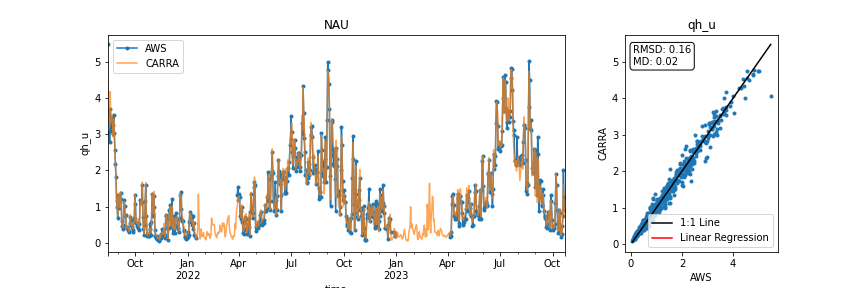 NAU
qh_u
AWS
CARRA
qh_u
5
4
3
2
1
0
Oct
Jan
2022
Apr
Jul
Oct
Jan
2023
Apr
Jul
Oct
time
qh_u
RMSD: 0.16
MD: 0.02
CARRA
5
4
3
2
1
0
1:1 Line
Linear Regression
0
2
4
AWS